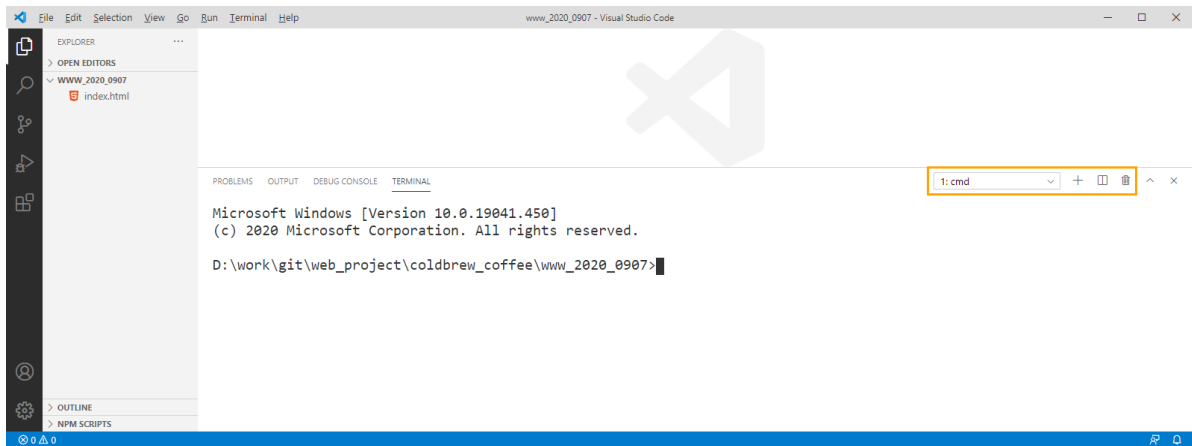 File Edit Selection View Go Run Terminal Help www_2020_0907 - Visual Studio Code
EXPLORER
OPEN EDITORS
WWW_2020_0907
index.html
PROBLEMS OUTPUT DEBUG CONSOLE TERMINAL 1: cmd
Microsoft Windows [Version 10.0.19041.450]
(c) 2020 Microsoft Corporation. All rights reserved.
D:\work\git\web_project\coldbrew_coffee\www_2020_0907>
OUTLINE
NPM SCRIPTS
0 0